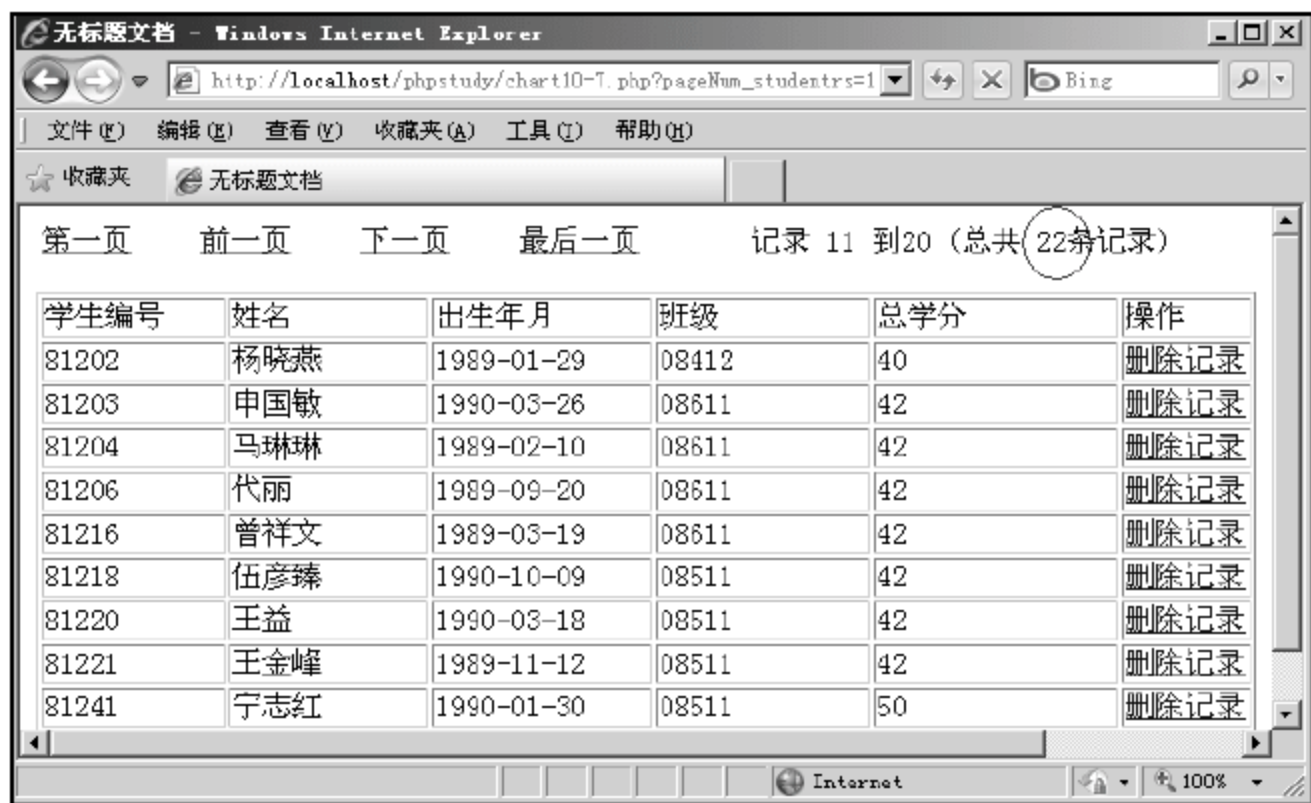 无标题文档 - Windows Internet Explorer
http://localhost/phpstudy/chart10-7.php?pageNum_studentrs=1 Bing
文件(F) 编辑(E) 查看(V) 收藏夹(A) 工具(T) 帮助(H)
收藏夹 无标题文档
第一页 前一页 下一页 最后一页 记录 11 到20 (总共 22条记录)
学生编号 姓名 出生年月 班级 总学分 操作
81202 杨晓燕 1989-01-29 08412 40 删除记录
81203 申国敏 1990-03-26 08611 42 删除记录
81204 马琳琳 1989-02-10 08611 42 删除记录
81206 代丽 1989-09-20 08611 42 删除记录
81216 曾祥文 1989-03-19 08611 42 删除记录
81218 伍彦臻 1990-10-09 08511 42 删除记录
81220 王益 1990-03-18 08511 42 删除记录
81221 王金峰 1989-11-12 08511 42 删除记录
81241 宁志红 1990-01-30 08511 50 删除记录
Internet 100%